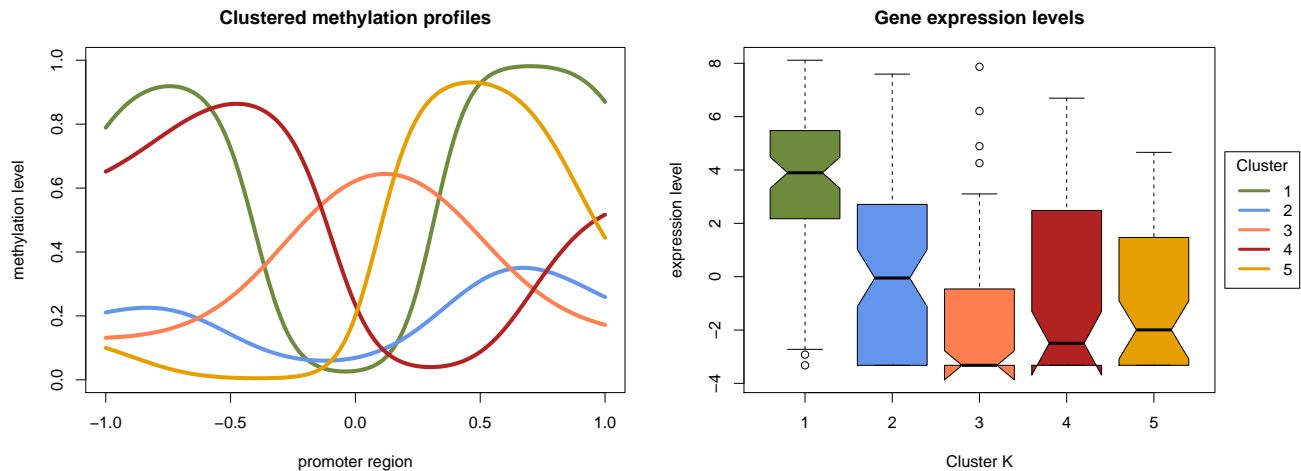 Clustered methylation profiles
methylation level
0.0 0.2 0.4 0.6 0.8 1.0
−1.0 −0.5 0.0 0.5 1.0
promoter region
Gene expression levels
expression level
−4 −2 0 2 4 6 8
1 2 3 4 5
Cluster K
Cluster
1
2
3
4
5